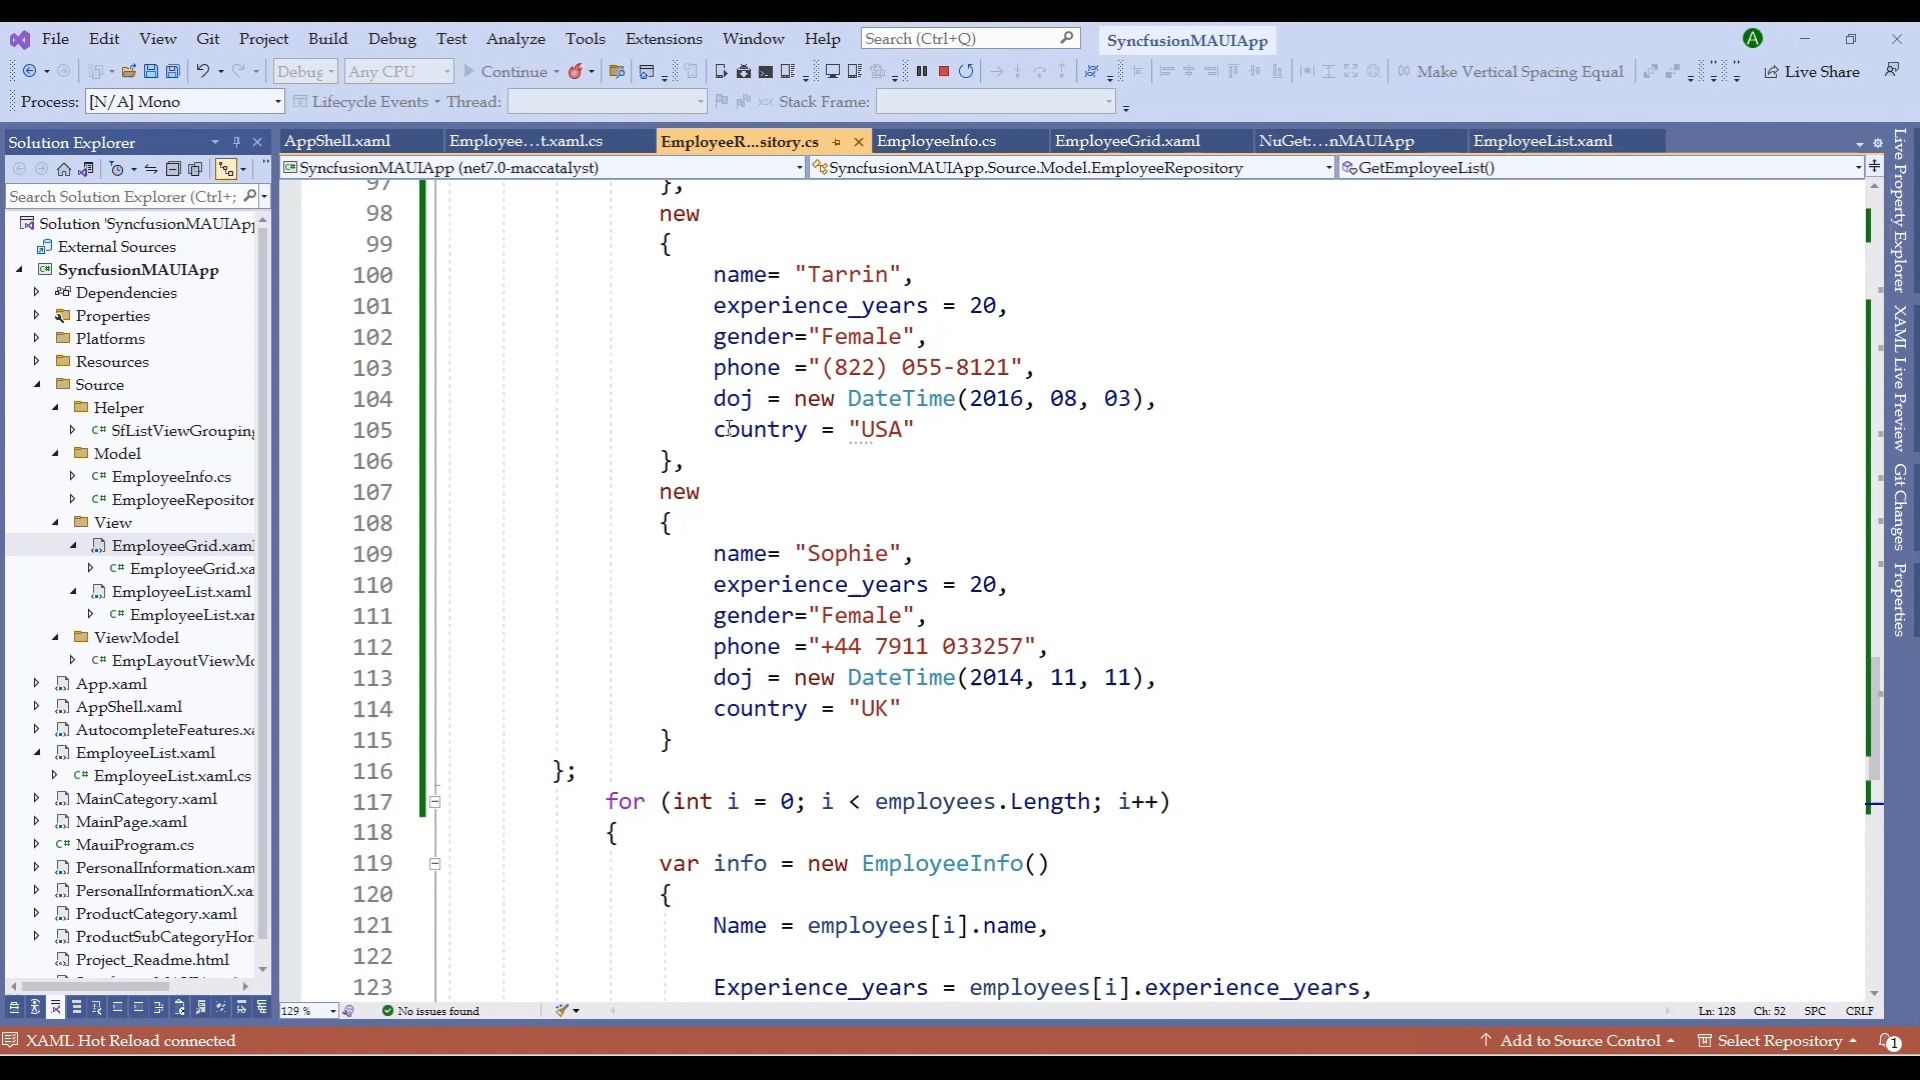 File Edit View Git Project Build Debug Test Analyze Tools Extensions Window Help Search (Ctrl+Q) SyncfusionMAUIApp A
Debug Any CPU Continue Make Vertical Spacing Equal Live Share
Process: [N/A] Mono Lifecycle Events Thread: Stack Frame:
Solution Explorer
Search Solution Explorer (Ctrl+;
Solution 'SyncfusionMAUIApp
External Sources
SyncfusionMAUIApp
Dependencies
Properties
Platforms
Resources
Source
Helper
C# SfListViewGrouping
Model
C# EmployeeInfo.cs
C# EmployeeRepositor
View
EmployeeGrid.xaml
C# EmployeeGrid.xa
EmployeeList.xaml
C# EmployeeList.xar
ViewModel
C# EmpLayoutViewMo
App.xaml
AppShell.xaml
AutocompleteFeatures.xa
EmployeeList.xaml
C# EmployeeList.xaml.cs
MainCategory.xaml
MainPage.xaml
C# MauiProgram.cs
PersonalInformation.xam
PersonalInformationX.xa
ProductCategory.xaml
ProductSubCategoryHor
Project_Readme.html
AppShell.xaml Employee...t.xaml.cs EmployeeR...sitory.cs EmployeeInfo.cs EmployeeGrid.xaml NuGet:...nMAUIApp EmployeeList.xaml
SyncfusionMAUIApp (net7.0-maccatalyst) SyncfusionMAUIApp.Source.Model.EmployeeRepository GetEmployeeList()
97 },
98 new
99 {
100 name= "Tarrin",
101 experience_years = 20,
102 gender="Female",
103 phone ="(822) 055-8121",
104 doj = new DateTime(2016, 08, 03),
105 country = "USA"
106 },
107 new
108 {
109 name= "Sophie",
110 experience_years = 20,
111 gender="Female",
112 phone ="+44 7911 033257",
113 doj = new DateTime(2014, 11, 11),
114 country = "UK"
115 }
116 };
117 for (int i = 0; i < employees.Length; i++)
118 {
119 var info = new EmployeeInfo()
120 {
121 Name = employees[i].name,
122
123 Experience_years = employees[i].experience_years,
129 % No issues found Ln: 128 Ch: 52 SPC CRLF
Live Property Explorer
XAML Live Preview
Git Changes
Properties
XAML Hot Reload connected Add to Source Control Select Repository 1